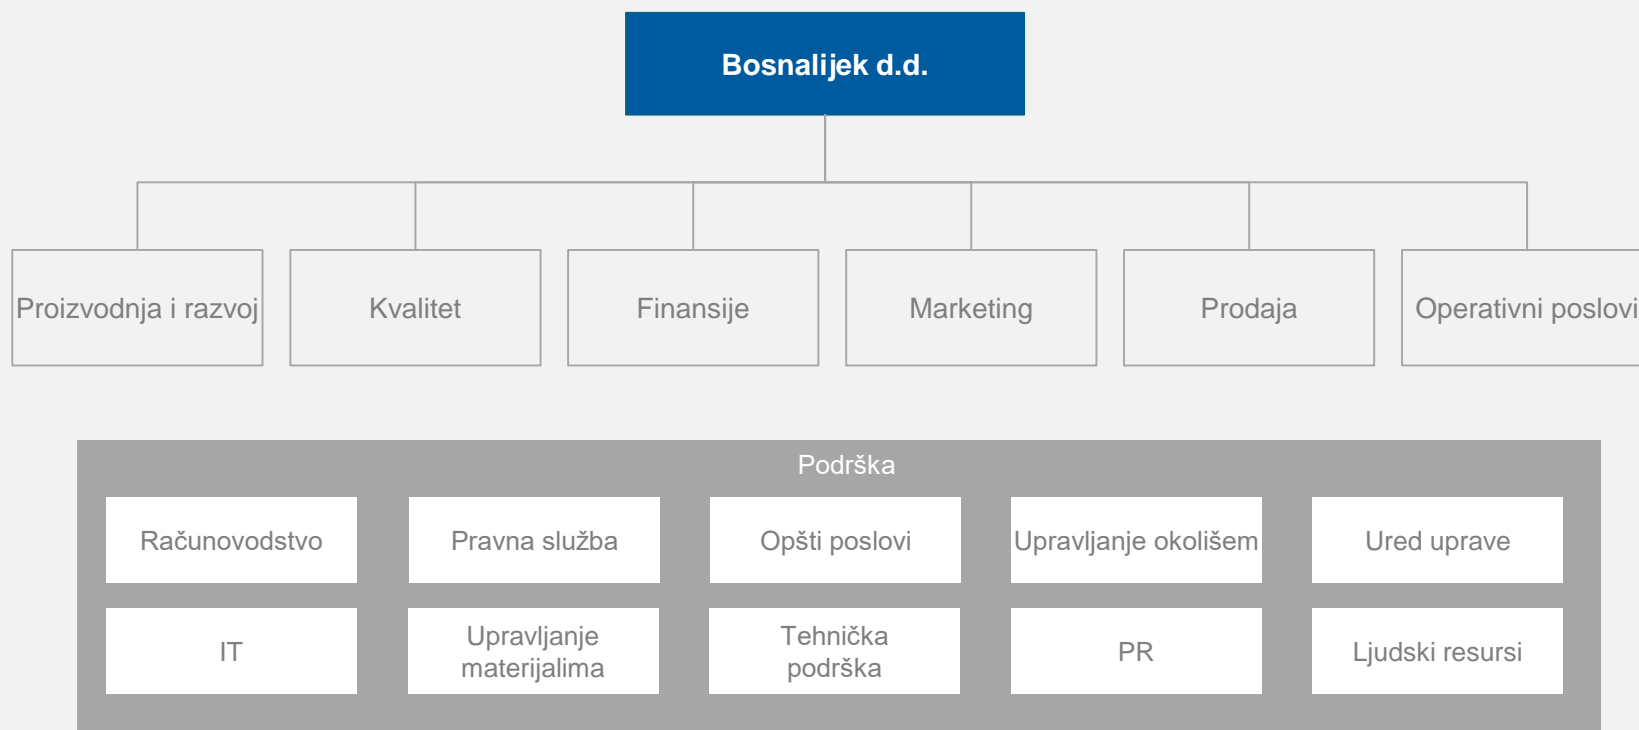 Bosnalijek d.d.
Proizvodnja i razvoj
Kvalitet
Finansije
Marketing
Prodaja
Operativni poslovi
Podrška
Računovodstvo
Pravna služba
Opšti poslovi
Upravljanje okolišem
Ured uprave
IT
Upravljanje
materijalima
Tehnička
podrška
PR
Ljudski resursi